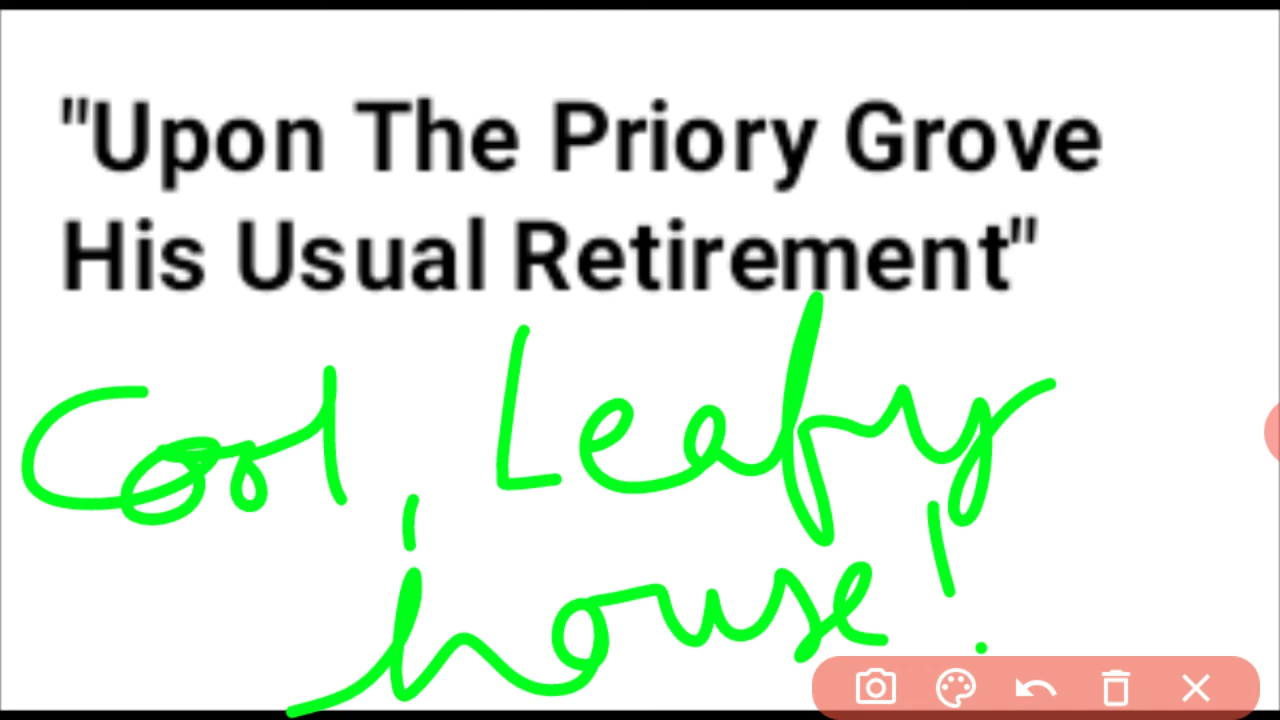 "Upon The Priory Grove
His Usual Retirement"
Cool, Leafy
house!